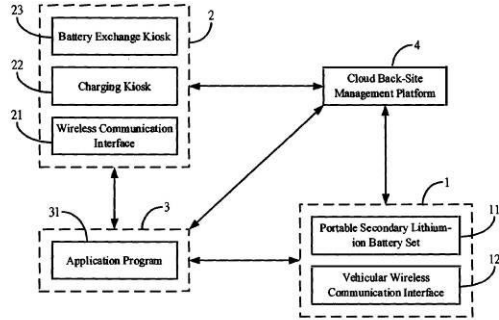 23
Battery Exchange Kiosk
2
22
Charging Kiosk
21
Wireless Communication
Interface
4
Cloud Back-Site
Management Platform
31
3
Application Program
1
11
Portable Secondary Lithium-
ion Battery Set
12
Vehicular Wireless
Communication Interface